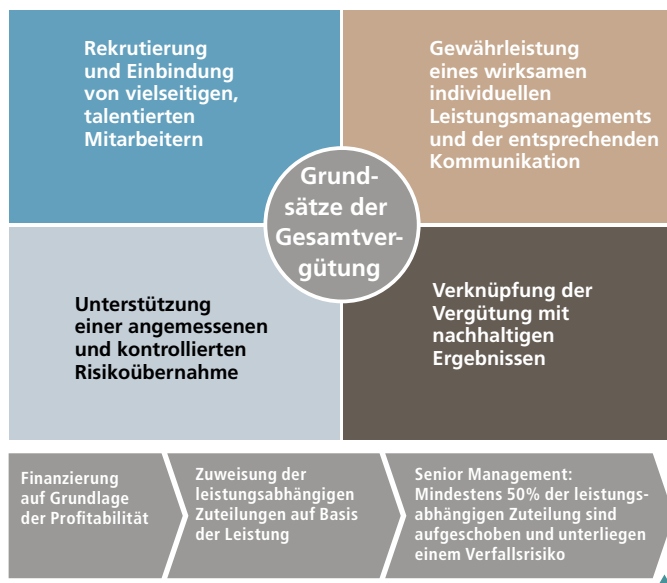 Rekrutierung
und Einbindung
von vielseitigen,
talentierten
Mitarbeitern
Gewährleistung
eines wirksamen
individuellen
Leistungsmanagements
und der entsprechenden
Kommunikation
Grund-
sätze der
Gesamtver-
gütung
Unterstützung
einer angemessenen
und kontrollierten
Risikoübernahme
Verknüpfung der
Vergütung mit
nachhaltigen
Ergebnissen
Finanzierung
auf Grundlage
der Profitabilität
Zuweisung der
leistungsabhängigen
Zuteilungen auf Basis
der Leistung
Senior Management:
Mindestens 50% der leistungs-
abhängigen Zuteilung sind
aufgeschoben und unterliegen
einem Verfallsrisiko